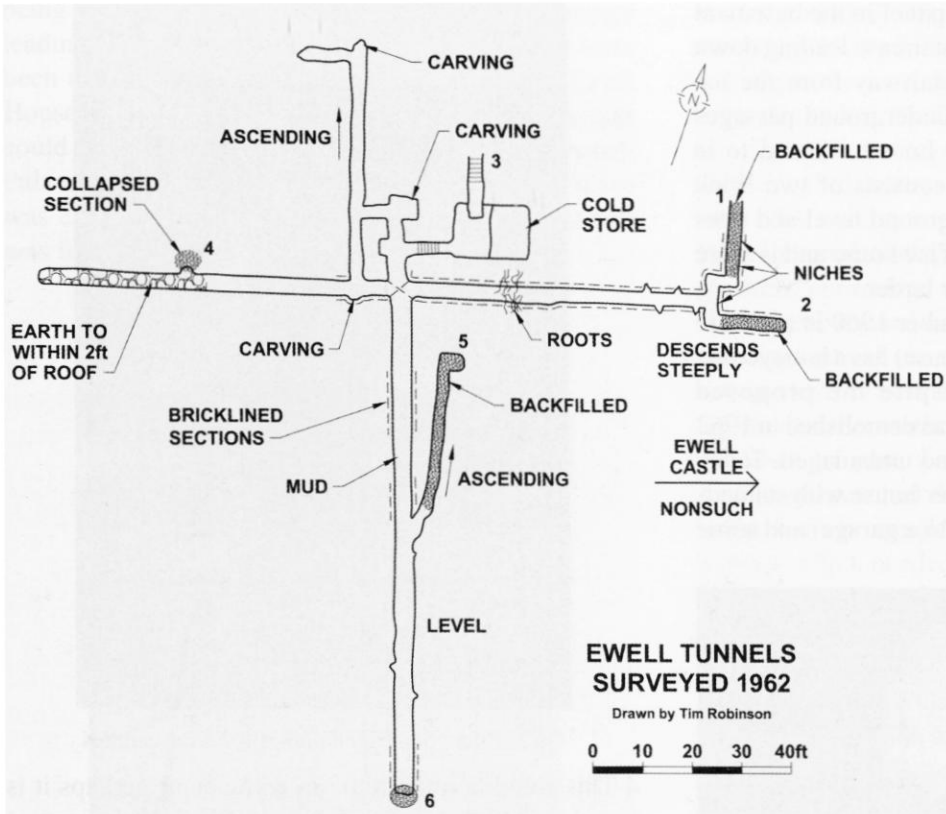 CARVING
ASCENDING
CARVING
3
N
BACKFILLED
COLLAPSED
SECTION
4
COLD
STORE
1
NICHES
2
EARTH TO
WITHIN 2ft
OF ROOF
CARVING
ROOTS
DESCENDS
STEEPLY
BACKFILLED
5
BACKFILLED
BRICKLINED
SECTIONS
MUD
ASCENDING
EWELL
CASTLE
NONSUCH
LEVEL
EWELL TUNNELS
SURVEYED 1962
Drawn by Tim Robinson
0 10 20 30 40ft
6